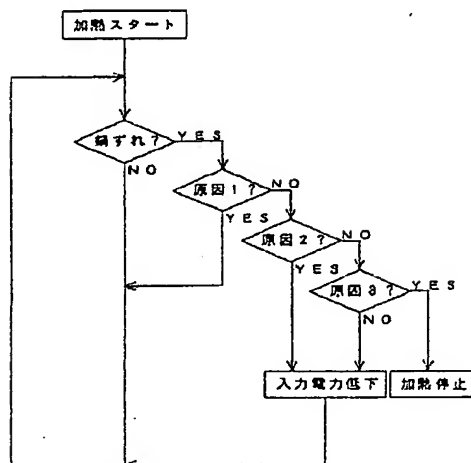 加熱スタート
鍋ずれ?
YES
NO
原因1?
NO
YES
原因2?
NO
YES
原因3?
YES
NO
入力電力低下
加熱停止